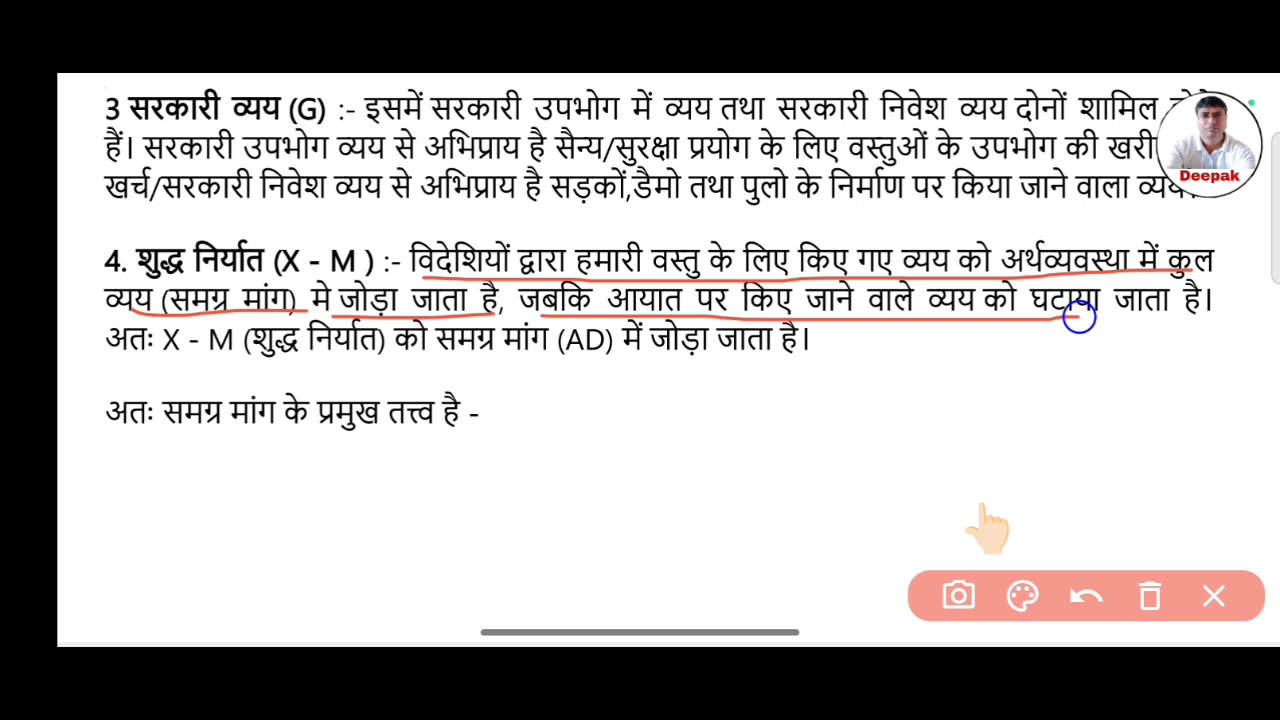 3 सरकारी व्यय (G) :- इसमें सरकारी उपभोग में व्यय तथा सरकारी निवेश व्यय दोनों शामिल
हैं। सरकारी उपभोग व्यय से अभिप्राय है सैन्य/सुरक्षा प्रयोग के लिए वस्तुओं के उपभोग की
खर्च/सरकारी निवेश व्यय से अभिप्राय है सड़कों,डैमो तथा पुलो के निर्माण पर किया जाने वाला व्यय।
Deepak
4. शुद्ध निर्यात (X - M ) :- विदेशियों द्वारा हमारी वस्तु के लिए किए गए व्यय को अर्थव्यवस्था में कुल
व्यय (समग्र मांग) मे जोड़ा जाता है, जबकि आयात पर किए जाने वाले व्यय को घटाया जाता है।
अतः X - M (शुद्ध निर्यात) को समग्र मांग (AD) में जोड़ा जाता है।
अतः समग्र मांग के प्रमुख तत्त्व है -